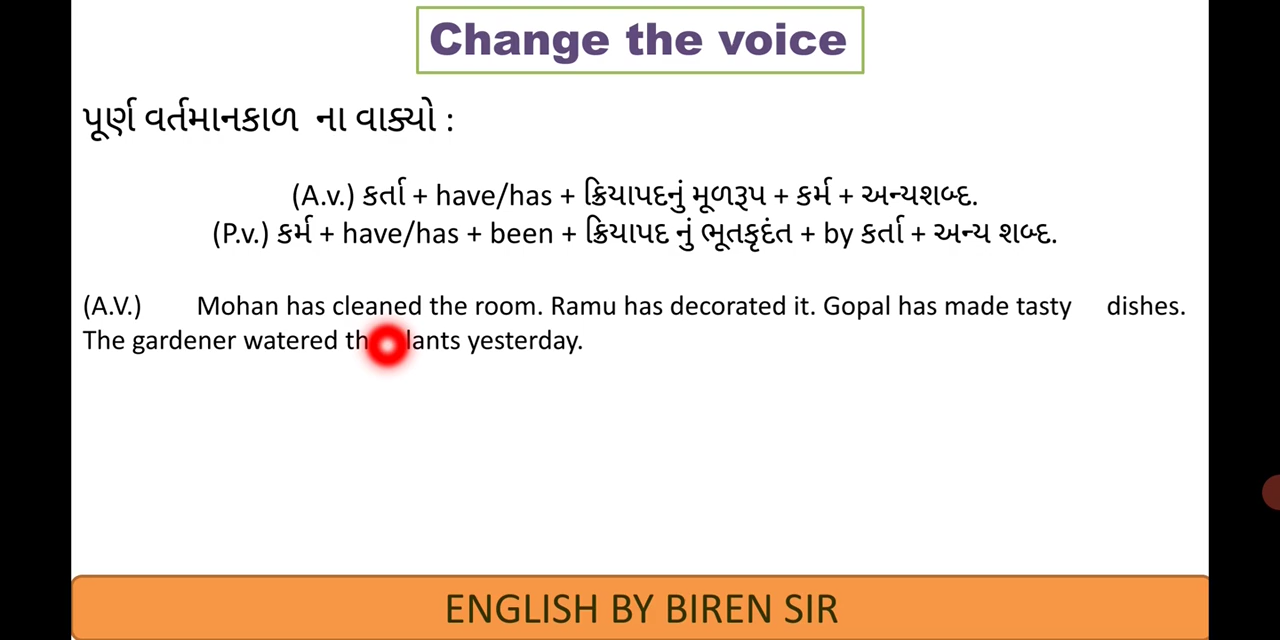 Change the voice
પૂર્ણ વર્તમાનકાળ ના વાક્યો :
(A.v.) કર્તા + have/has + ક્રિયાપદનું મૂળરૂપ + કર્મ + અન્યશબ્દ.
(P.v.) કર્મ + have/has + been + ક્રિયાપદ નું ભૂતકૃદંત + by કર્તા + અન્ય શબ્દ.
(A.V.) Mohan has cleaned the room. Ramu has decorated it. Gopal has made tasty dishes.
The gardener watered yesterday.
ENGLISH BY BIREN SIR